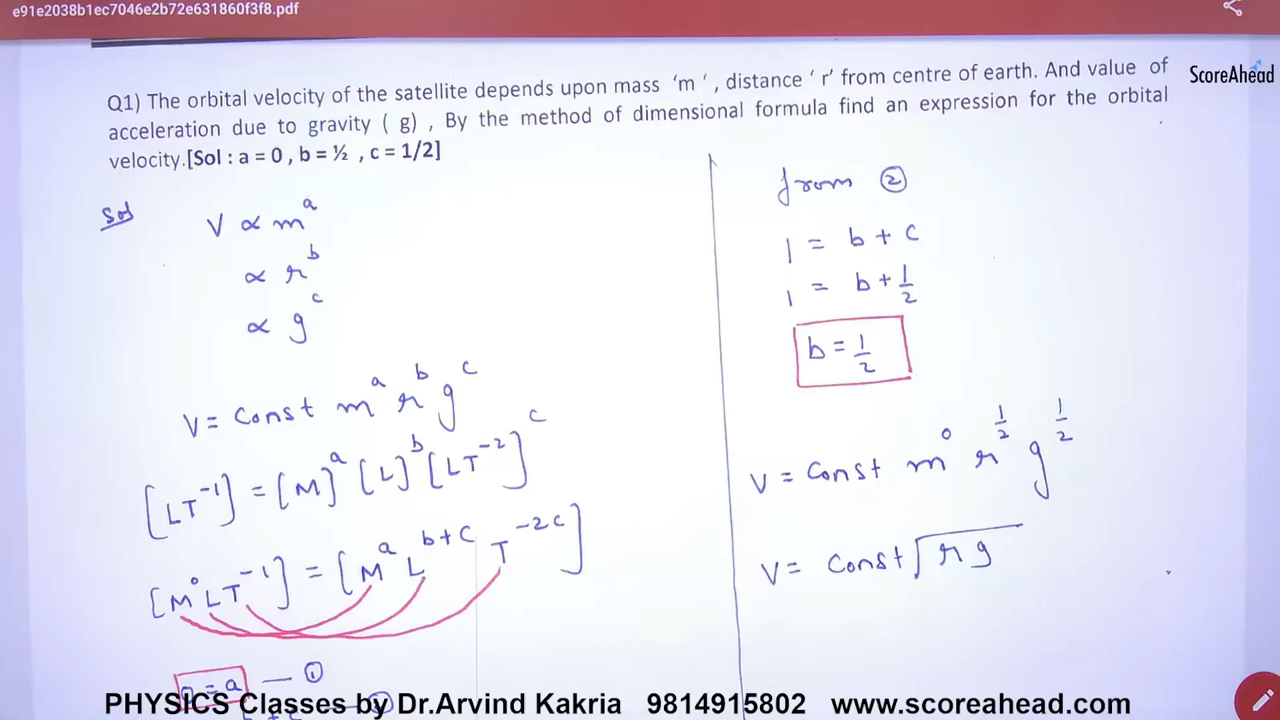 e91e2038b1ec7046e2b72e631860f3f8.pdf
ScoreAhead
Q1) The orbital velocity of the satellite depends upon mass ‘m ‘ , distance ‘ r’ from centre of earth. And value of
acceleration due to gravity ( g) , By the method of dimensional formula find an expression for the orbital
velocity.[Sol : a = 0 , b = ½ , c = 1/2]
Sol
V ∝ m^a
∝ r^b
∝ g^c
V = Const m^a r^b g^c
[LT^-1] = [M]^a [L]^b [LT^-2]^c
[M^0 LT^-1] = [M^a L^b+c T^-2c]
0 = a — ①
from ②
1 = b + c
1 = b + 1/2
b = 1/2
V = Const m^0 r^1/2 g^1/2
V = Const √rg
PHYSICS Classes by Dr.Arvind Kakria 9814915802 www.scoreahead.com